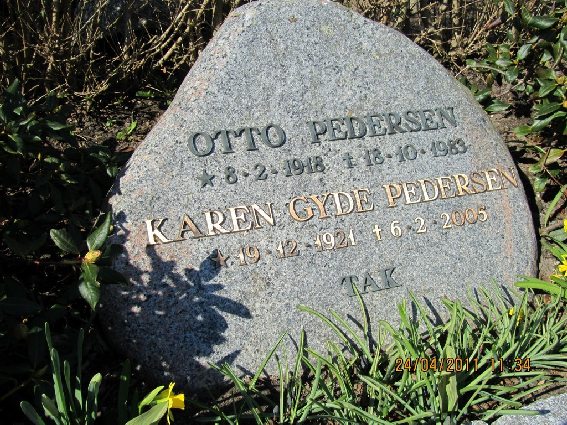 OTTO PEDERSEN
★ 8·2·1918 ✝ 18·10·1983
KAREN GYDE PEDERSEN
★ 19·12·1921 ✝ 6·2·2005
TAK
24/04/2011 11:34